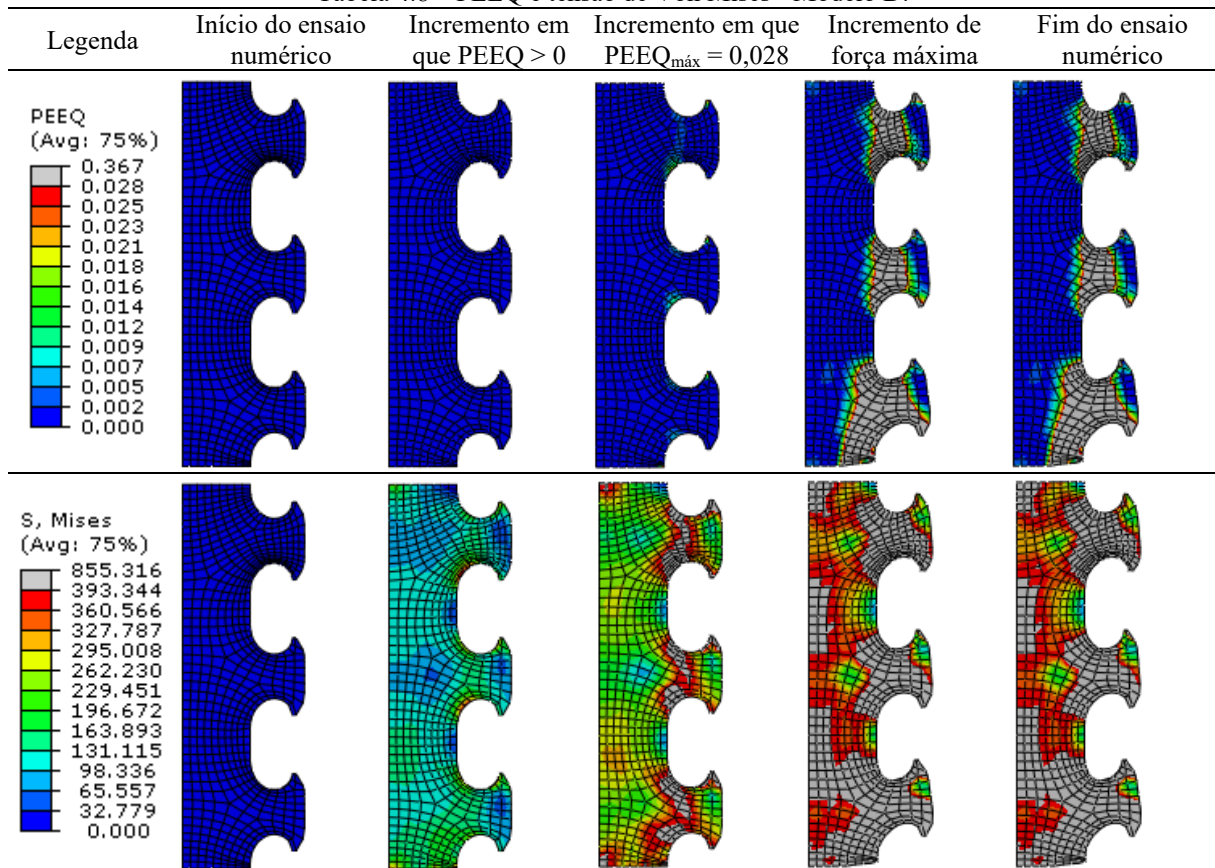 Legenda
Início do ensaio numérico
Incremento em que PEEQ > 0
Incremento em que PEEQmáx = 0,028
Incremento de força máxima
Fim do ensaio numérico
PEEQ
(Avg: 75%)
0.367
0.028
0.025
0.023
0.021
0.018
0.016
0.014
0.012
0.009
0.007
0.005
0.002
0.000
S, Mises
(Avg: 75%)
855.316
393.344
360.566
327.787
295.008
262.230
229.451
196.672
163.893
131.115
98.336
65.557
32.779
0.000